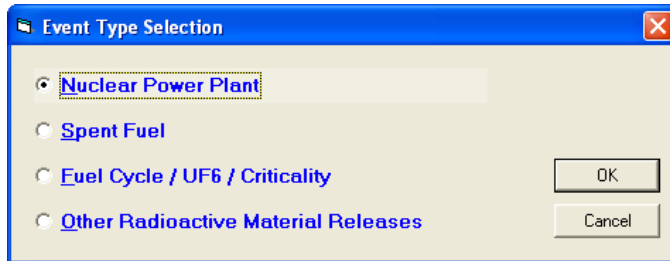 Event Type Selection
Nuclear Power Plant
Spent Fuel
Fuel Cycle / UF6 / Criticality
OK
Other Radioactive Material Releases
Cancel